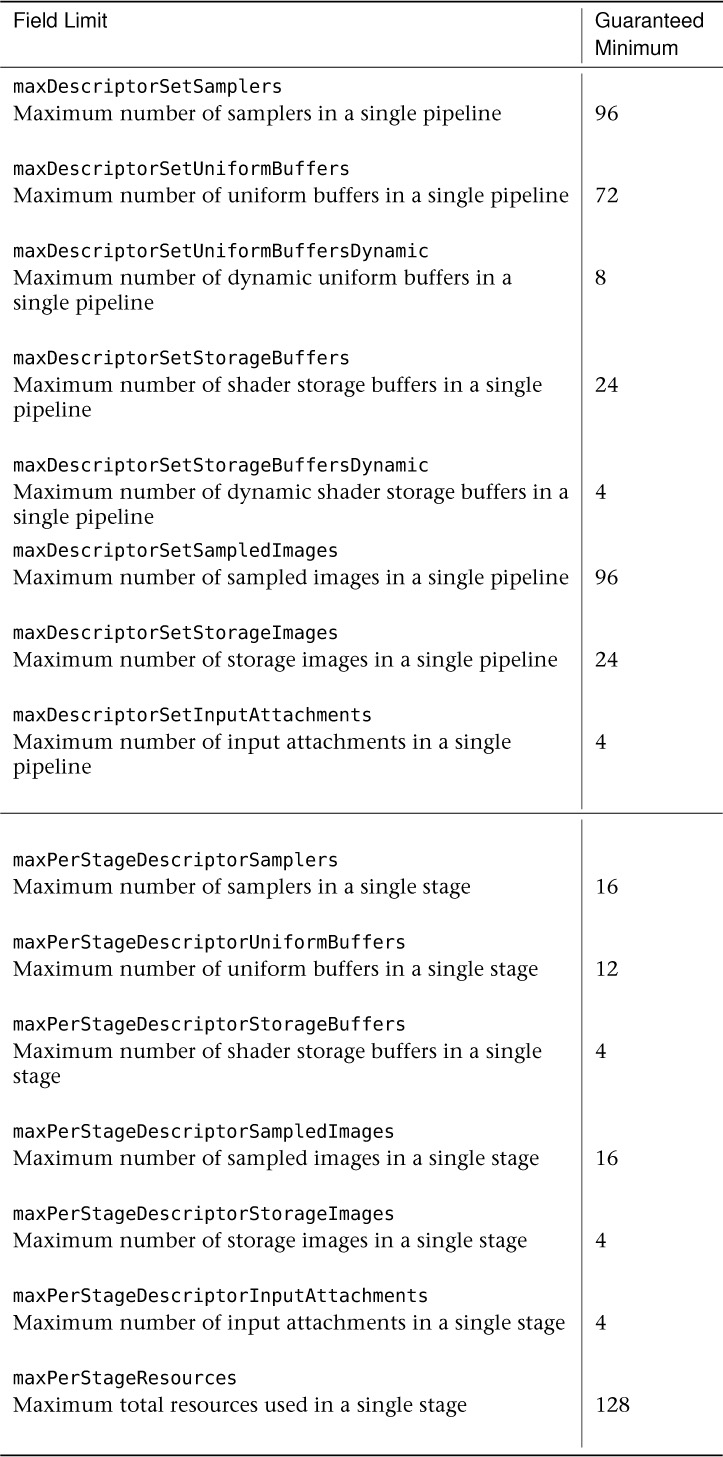 Field Limit
Guaranteed
Minimum
maxDescriptorSetSamplers
Maximum number of samplers in a single pipeline 96
maxDescriptorSetUniformBuffers
Maximum number of uniform buffers in a single pipeline 72
maxDescriptorSetUniformBuffersDynamic
Maximum number of dynamic uniform buffers in a 8
single pipeline
maxDescriptorSetStorageBuffers
Maximum number of shader storage buffers in a single 24
pipeline
maxDescriptorSetStorageBuffersDynamic
Maximum number of dynamic shader storage buffers in a 4
single pipeline
maxDescriptorSetSampledImages
Maximum number of sampled images in a single pipeline 96
maxDescriptorSetStorageImages
Maximum number of storage images in a single pipeline 24
maxDescriptorSetInputAttachments
Maximum number of input attachments in a single 4
pipeline
maxPerStageDescriptorSamplers
Maximum number of samplers in a single stage 16
maxPerStageDescriptorUniformBuffers
Maximum number of uniform buffers in a single stage 12
maxPerStageDescriptorStorageBuffers
Maximum number of shader storage buffers in a single 4
stage
maxPerStageDescriptorSampledImages
Maximum number of sampled images in a single stage 16
maxPerStageDescriptorStorageImages
Maximum number of storage images in a single stage 4
maxPerStageDescriptorInputAttachments
Maximum number of input attachments in a single stage 4
maxPerStageResources
Maximum total resources used in a single stage 128